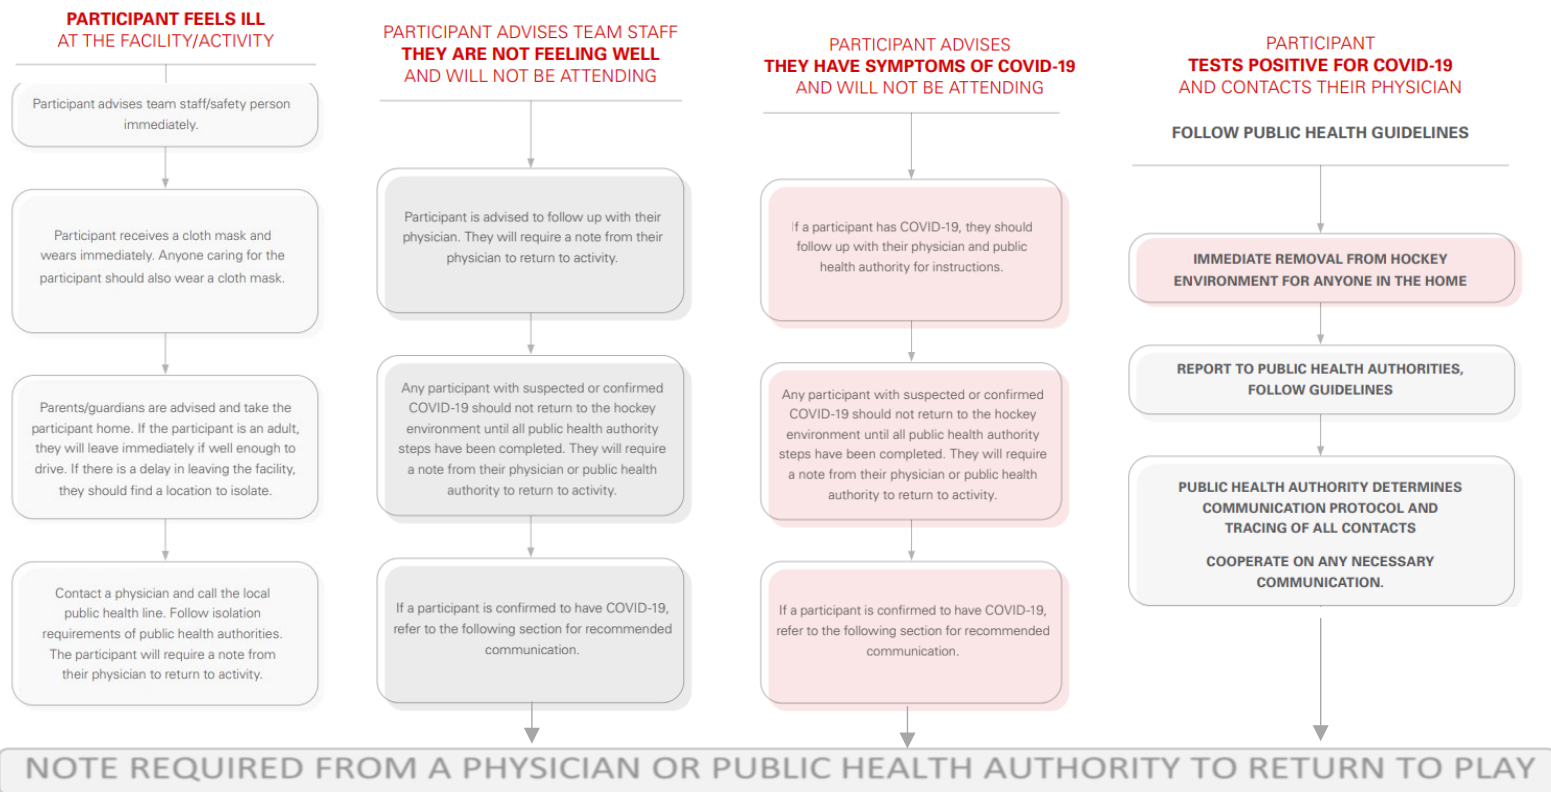 PARTICIPANT FEELS ILL
AT THE FACILITY/ACTIVITY
Participant advises team staff/safety person
immediately.
Participant receives a cloth mask and
wears immediately. Anyone caring for the
participant should also wear a cloth mask.
Parents/guardians are advised and take the
participant home. If the participant is an adult,
they will leave immediately if well enough to
drive. If there is a delay in leaving the facility,
they should find a location to isolate.
Contact a physician and call the local
public health line. Follow isolation
requirements of public health authorities.
The participant will require a note from
their physician to return to activity.
PARTICIPANT ADVISES TEAM STAFF
THEY ARE NOT FEELING WELL
AND WILL NOT BE ATTENDING
Participant is advised to follow up with their
physician. They will require a note from their
physician to return to activity.
Any participant with suspected or confirmed
COVID-19 should not return to the hockey
environment until all public health authority
steps have been completed. They will require
a note from their physician or public health
authority to return to activity.
If a participant is confirmed to have COVID-19,
refer to the following section for recommended
communication.
PARTICIPANT ADVISES
THEY HAVE SYMPTOMS OF COVID-19
AND WILL NOT BE ATTENDING
If a participant has COVID-19, they should
follow up with their physician and public
health authority for instructions.
Any participant with suspected or confirmed
COVID-19 should not return to the hockey
environment until all public health authority
steps have been completed. They will require
a note from their physician or public health
authority to return to activity.
If a participant is confirmed to have COVID-19,
refer to the following section for recommended
communication.
PARTICIPANT
TESTS POSITIVE FOR COVID-19
AND CONTACTS THEIR PHYSICIAN
FOLLOW PUBLIC HEALTH GUIDELINES
IMMEDIATE REMOVAL FROM HOCKEY
ENVIRONMENT FOR ANYONE IN THE HOME
REPORT TO PUBLIC HEALTH AUTHORITIES,
FOLLOW GUIDELINES
PUBLIC HEALTH AUTHORITY DETERMINES
COMMUNICATION PROTOCOL AND
TRACING OF ALL CONTACTS
COOPERATE ON ANY NECESSARY
COMMUNICATION.
NOTE REQUIRED FROM A PHYSICIAN OR PUBLIC HEALTH AUTHORITY TO RETURN TO PLAY